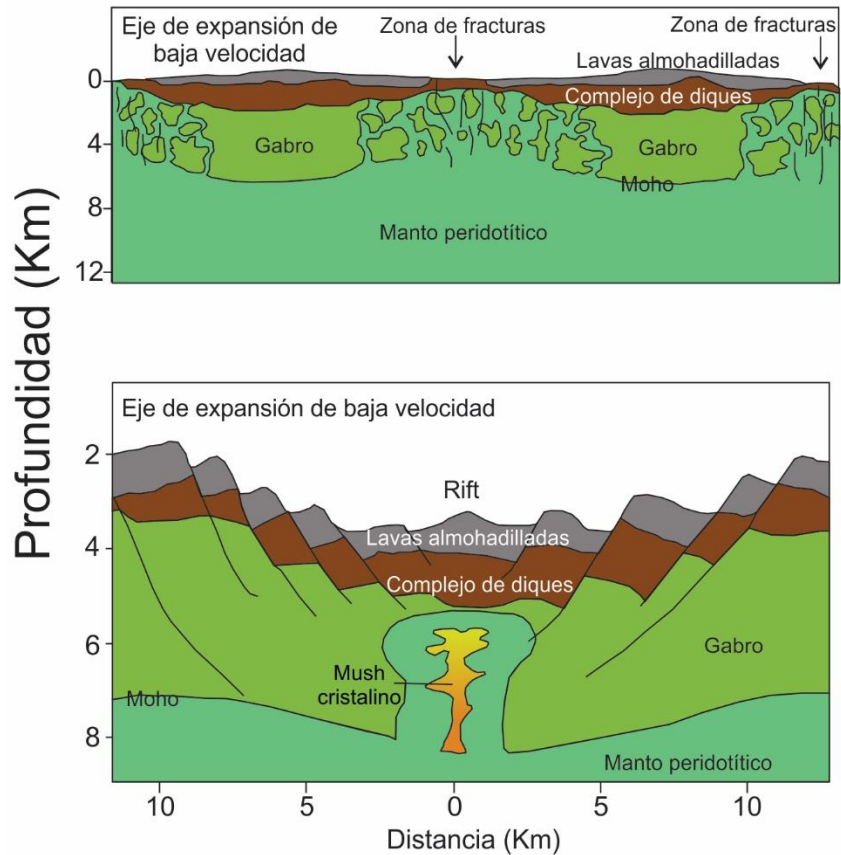 Profundidad (Km)
Eje de expansión de
baja velocidad
Zona de fracturas
Zona de fracturas
Lavas almohadilladas
Complejo de diques
Gabro
Gabro
Moho
Manto peridotítico
0
4
8
12
Eje de expansión de baja velocidad
Rift
Lavas almohadilladas
Complejo de diques
Gabro
Mush
cristalino
Moho
Manto peridotítico
2
4
6
8
10
5
0
5
10
Distancia (Km)